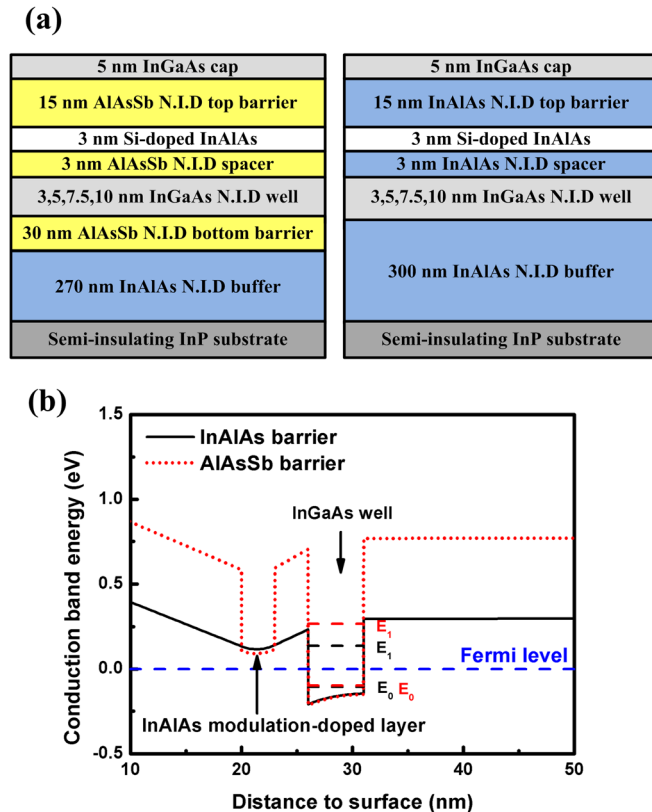 (a)
5 nm InGaAs cap
15 nm AlAsSb N.I.D top barrier
3 nm Si-doped InAlAs
3 nm AlAsSb N.I.D spacer
3,5,7.5,10 nm InGaAs N.I.D well
30 nm AlAsSb N.I.D bottom barrier
270 nm InAlAs N.I.D buffer
Semi-insulating InP substrate
5 nm InGaAs cap
15 nm InAlAs N.I.D top barrier
3 nm Si-doped InAlAs
3 nm InAlAs N.I.D spacer
3,5,7.5,10 nm InGaAs N.I.D well
300 nm InAlAs N.I.D buffer
Semi-insulating InP substrate
(b)
Conduction band energy (eV)
1.5
1.0
0.5
0.0
-0.5
InAlAs barrier
AlAsSb barrier
InGaAs well
E1
E1
Fermi level
E0 E0
InAlAs modulation-doped layer
10 20 30 40 50
Distance to surface (nm)